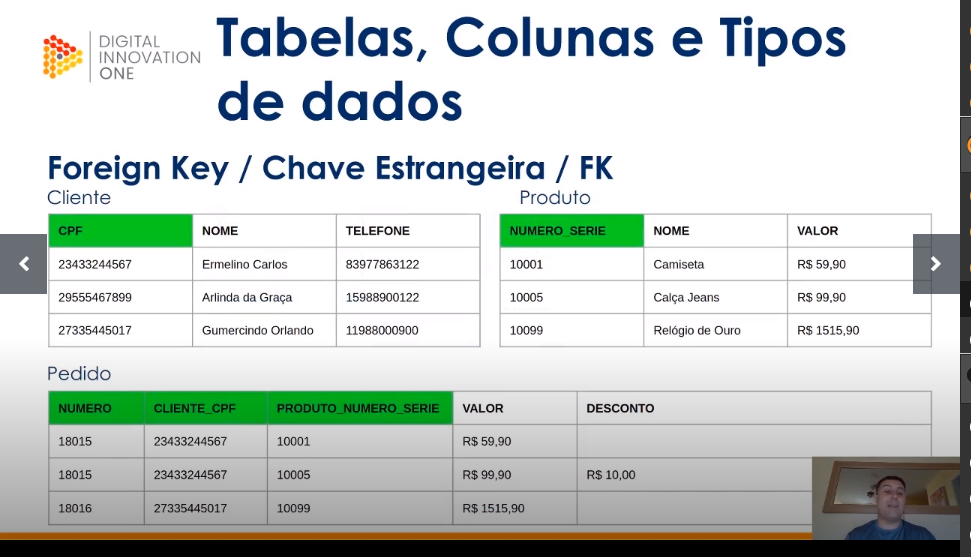 DIGITAL
INNOVATION
ONE
Tabelas, Colunas e Tipos
de dados
Foreign Key / Chave Estrangeira / FK
Cliente
CPF NOME TELEFONE
23433244567 Ermelino Carlos 83977863122
29555467899 Arlinda da Graça 15988900122
27335445017 Gumercindo Orlando 11988000900
Produto
NUMERO_SERIE NOME VALOR
10001 Camiseta R$ 59,90
10005 Calça Jeans R$ 99,90
10099 Relógio de Ouro R$ 1515,90
Pedido
NUMERO CLIENTE_CPF PRODUTO_NUMERO_SERIE VALOR DESCONTO
18015 23433244567 10001 R$ 59,90
18015 23433244567 10005 R$ 99,90 R$ 10,00
18016 27335445017 10099 R$ 1515,90